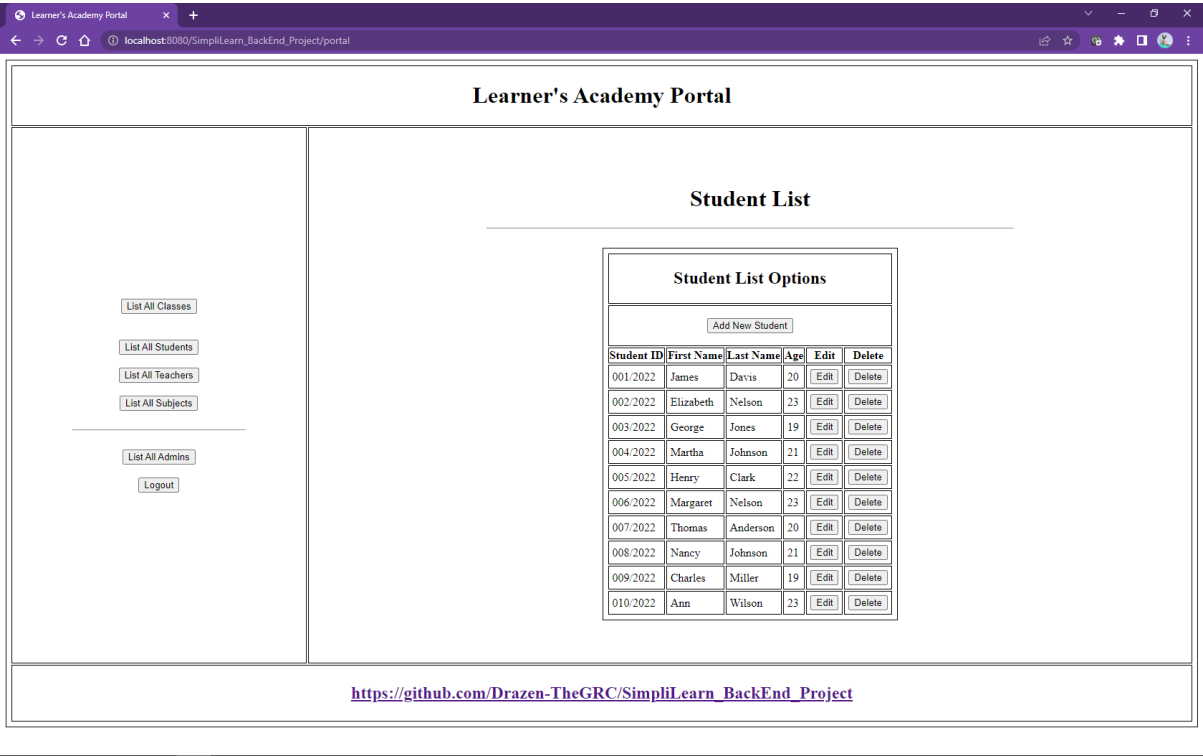 Learner's Academy Portal
localhost:8080/SimpliLearn_BackEnd_Project/portal
Learner's Academy Portal
List All Classes
List All Students
List All Teachers
List All Subjects
List All Admins
Logout
Student List
Student List Options
Add New Student
Student ID First Name Last Name Age Edit Delete
001/2022 James Davis 20 Edit Delete
002/2022 Elizabeth Nelson 23 Edit Delete
003/2022 George Jones 19 Edit Delete
004/2022 Martha Johnson 21 Edit Delete
005/2022 Henry Clark 22 Edit Delete
006/2022 Margaret Nelson 23 Edit Delete
007/2022 Thomas Anderson 20 Edit Delete
008/2022 Nancy Johnson 21 Edit Delete
009/2022 Charles Miller 19 Edit Delete
010/2022 Ann Wilson 23 Edit Delete
https://github.com/Drazen-TheGRC/SimpliLearn_BackEnd_Project